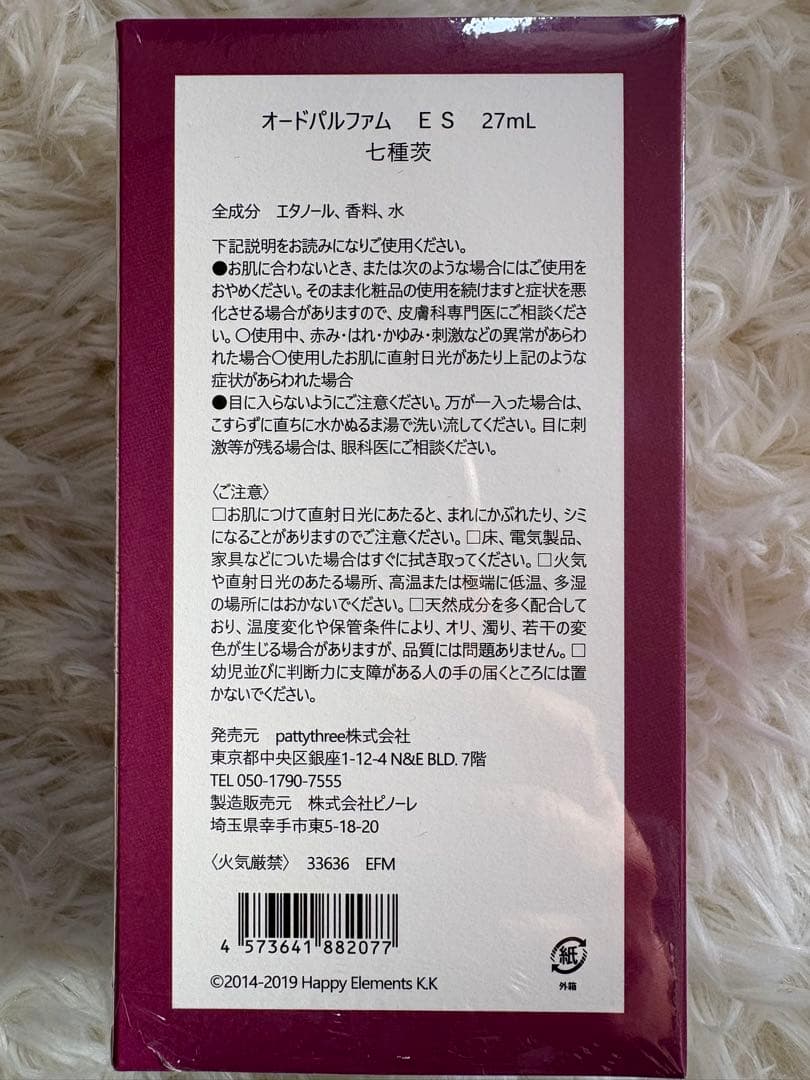 オードパルファム　ＥＳ　27mL
七種茨
全成分　エタノール、香料、水
下記説明をお読みになりご使用ください。
●お肌に合わないとき、または次のような場合にはご使用を
おやめください。そのまま化粧品の使用を続けますと症状を悪
化させる場合がありますので、皮膚科専門医にご相談くださ
い。〇使用中、赤み・はれ・かゆみ・刺激などの異常があらわ
れた場合〇使用したお肌に直射日光があたり上記のような
症状があらわれた場合
●目に入らないようにご注意ください。万が一入った場合は、
こすらずに直ちに水かぬるま湯で洗い流してください。目に刺
激等が残る場合は、眼科医にご相談ください。
〈ご注意〉
□お肌につけて直射日光にあたると、まれにかぶれたり、シミ
になることがありますのでご注意ください。□床、電気製品、
家具などについた場合はすぐに拭き取ってください。□火気
や直射日光のあたる場所、高温または極端に低温、多湿
の場所にはおかないでください。□天然成分を多く配合して
おり、温度変化や保管条件により、オリ、濁り、若干の変
色が生じる場合がありますが、品質には問題ありません。□
幼児並びに判断力に支障がある人の手の届くところには置
かないでください。
発売元　pattythree株式会社
東京都中央区銀座1-12-4 N&E BLD. 7階
TEL 050-1790-7555
製造販売元　株式会社ピノーレ
埼玉県幸手市東5-18-20
〈火気厳禁〉　33636　EFM
4 573641 882077
紙
外箱
©2014-2019 Happy Elements K.K